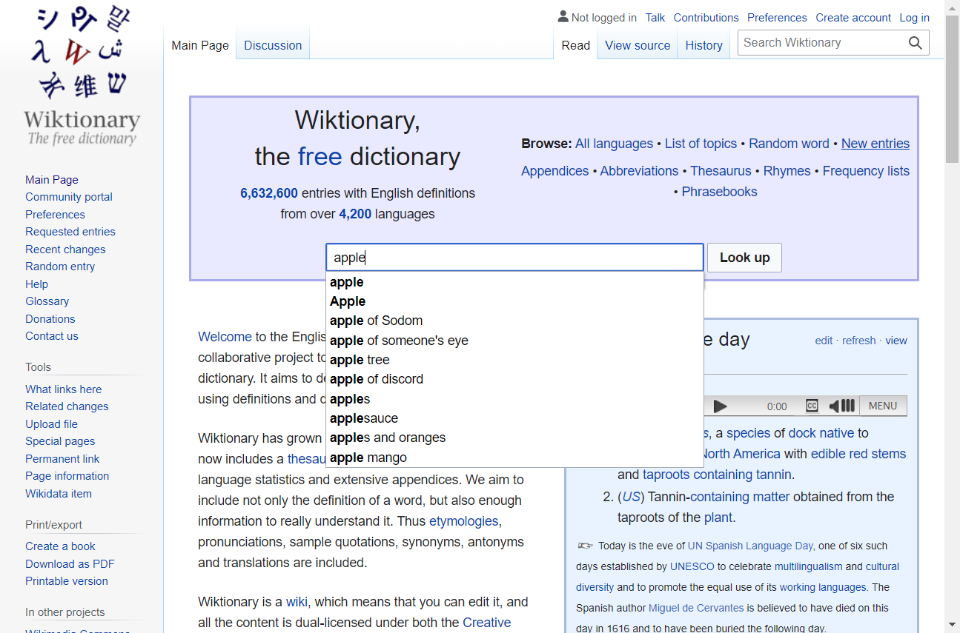 Wiktionary
The free dictionary
Not logged in Talk Contributions Preferences Create account Log in
Main Page Discussion Read View source History Search Wiktionary
Main Page
Community portal
Preferences
Requested entries
Recent changes
Random entry
Help
Glossary
Donations
Contact us
Tools
What links here
Related changes
Upload file
Special pages
Permanent link
Page information
Wikidata item
Print/export
Create a book
Download as PDF
Printable version
In other projects
Wiktionary,
the free dictionary
6,632,600 entries with English definitions
from over 4,200 languages
Browse: All languages • List of topics • Random word • New entries
Appendices • Abbreviations • Thesaurus • Rhymes • Frequency lists
• Phrasebooks
apple Look up
apple
Apple
apple of Sodom
apple of someone's eye
apple tree
apple of discord
apples
applesauce
apples and oranges
apple mango
Welcome to the
collaborative project
dictionary. It aims to
using definitions and
Wiktionary has grown
now includes a
language statistics and extensive appendices. We aim to
include not only the definition of a word, but also enough
information to really understand it. Thus etymologies,
pronunciations, sample quotations, synonyms, antonyms
and translations are included.
Wiktionary is a wiki, which means that you can edit it, and
all the content is dual-licensed under both the Creative
day edit · refresh · view
0:00 CC MENU
, a species of dock native to
North America with edible red stems
and taproots containing tannin.
2. (US) Tannin-containing matter obtained from the
taproots of the plant.
Today is the eve of UN Spanish Language Day, one of six such
days established by UNESCO to celebrate multilingualism and cultural
diversity and to promote the equal use of its working languages. The
Spanish author Miguel de Cervantes is believed to have died on this
day in 1616 and to have been buried the following day.